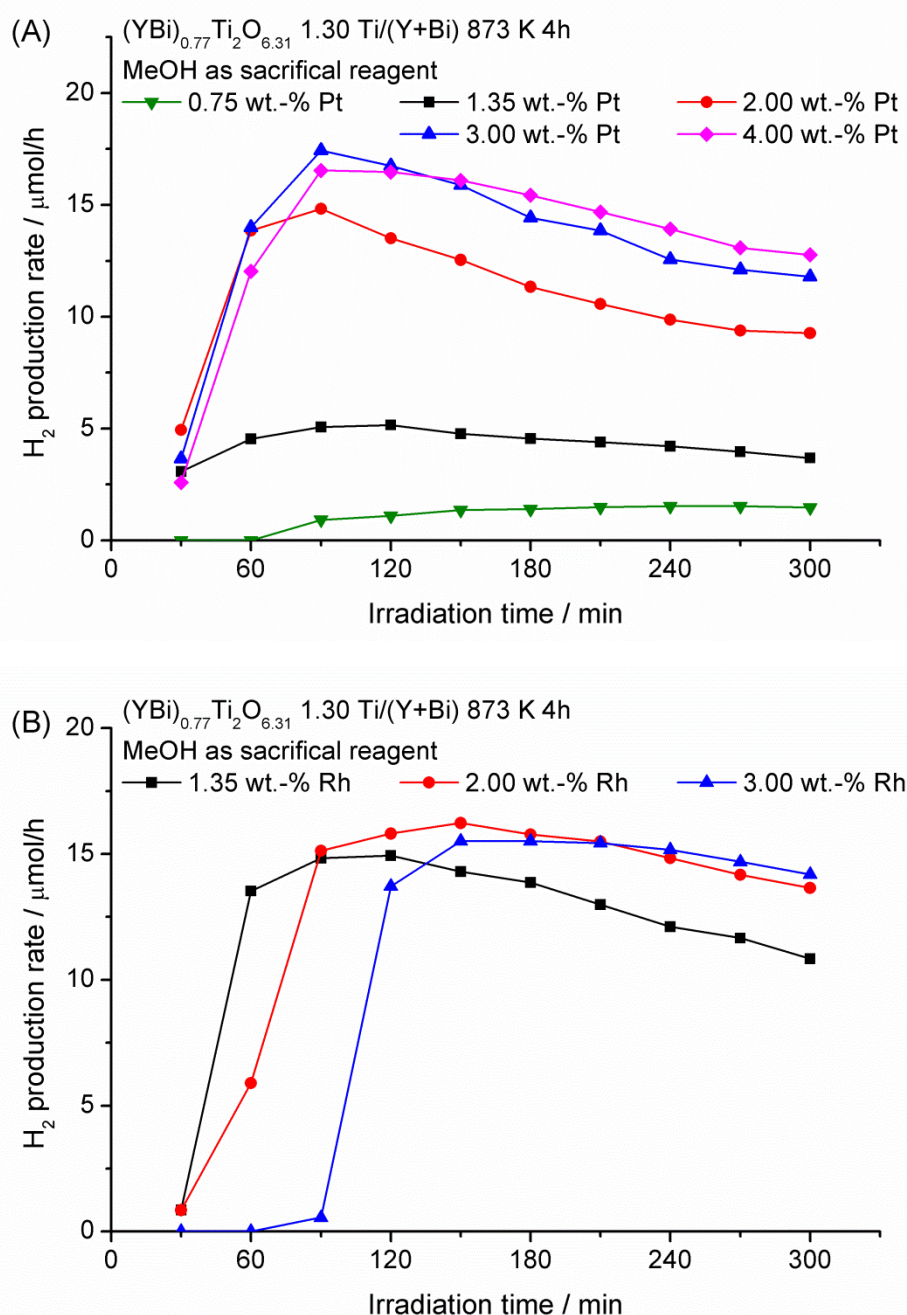 (A)
(YBi)0.77Ti2O6.31 1.30 Ti/(Y+Bi) 873 K 4h
MeOH as sacrifical reagent
0.75 wt.-% Pt 1.35 wt.-% Pt 2.00 wt.-% Pt
3.00 wt.-% Pt 4.00 wt.-% Pt
20
15
10
5
0
H2 production rate / μmol/h
0 60 120 180 240 300
Irradiation time / min
(B)
(YBi)0.77Ti2O6.31 1.30 Ti/(Y+Bi) 873 K 4h
MeOH as sacrifical reagent
1.35 wt.-% Rh 2.00 wt.-% Rh 3.00 wt.-% Rh
20
15
10
5
0
H2 production rate / μmol/h
0 60 120 180 240 300
Irradiation time / min